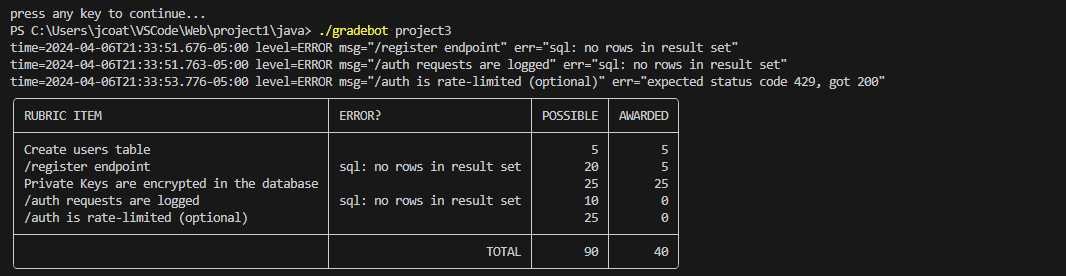 press any key to continue...
PS C:\Users\jcoat\VSCode\Web\project1\java> ./gradebot project3
time=2024-04-06T21:33:51.676-05:00 level=ERROR msg="/register endpoint" err="sql: no rows in result set"
time=2024-04-06T21:33:51.763-05:00 level=ERROR msg="/auth requests are logged" err="sql: no rows in result set"
time=2024-04-06T21:33:53.776-05:00 level=ERROR msg="/auth is rate-limited (optional)" err="expected status code 429, got 200"
RUBRIC ITEM ERROR? POSSIBLE AWARDED
Create users table 5 5
/register endpoint sql: no rows in result set 20 5
Private Keys are encrypted in the database 25 25
/auth requests are logged sql: no rows in result set 10 0
/auth is rate-limited (optional) 25 0
TOTAL 90 40